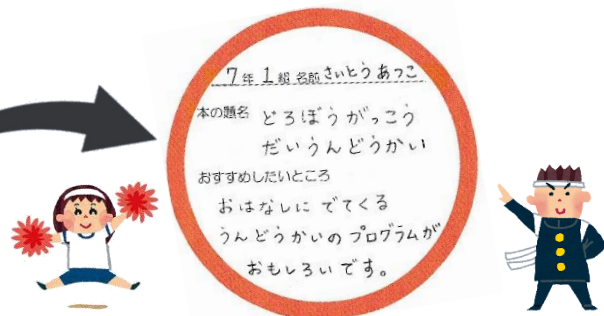 7年 1組 名前 さいとう あつこ
本の題名 どろぼうがっこう
だいうんどうかい
おすすめしたいところ
おはなしに でてくる
うんどうかいの プログラムが
おもしろいです。